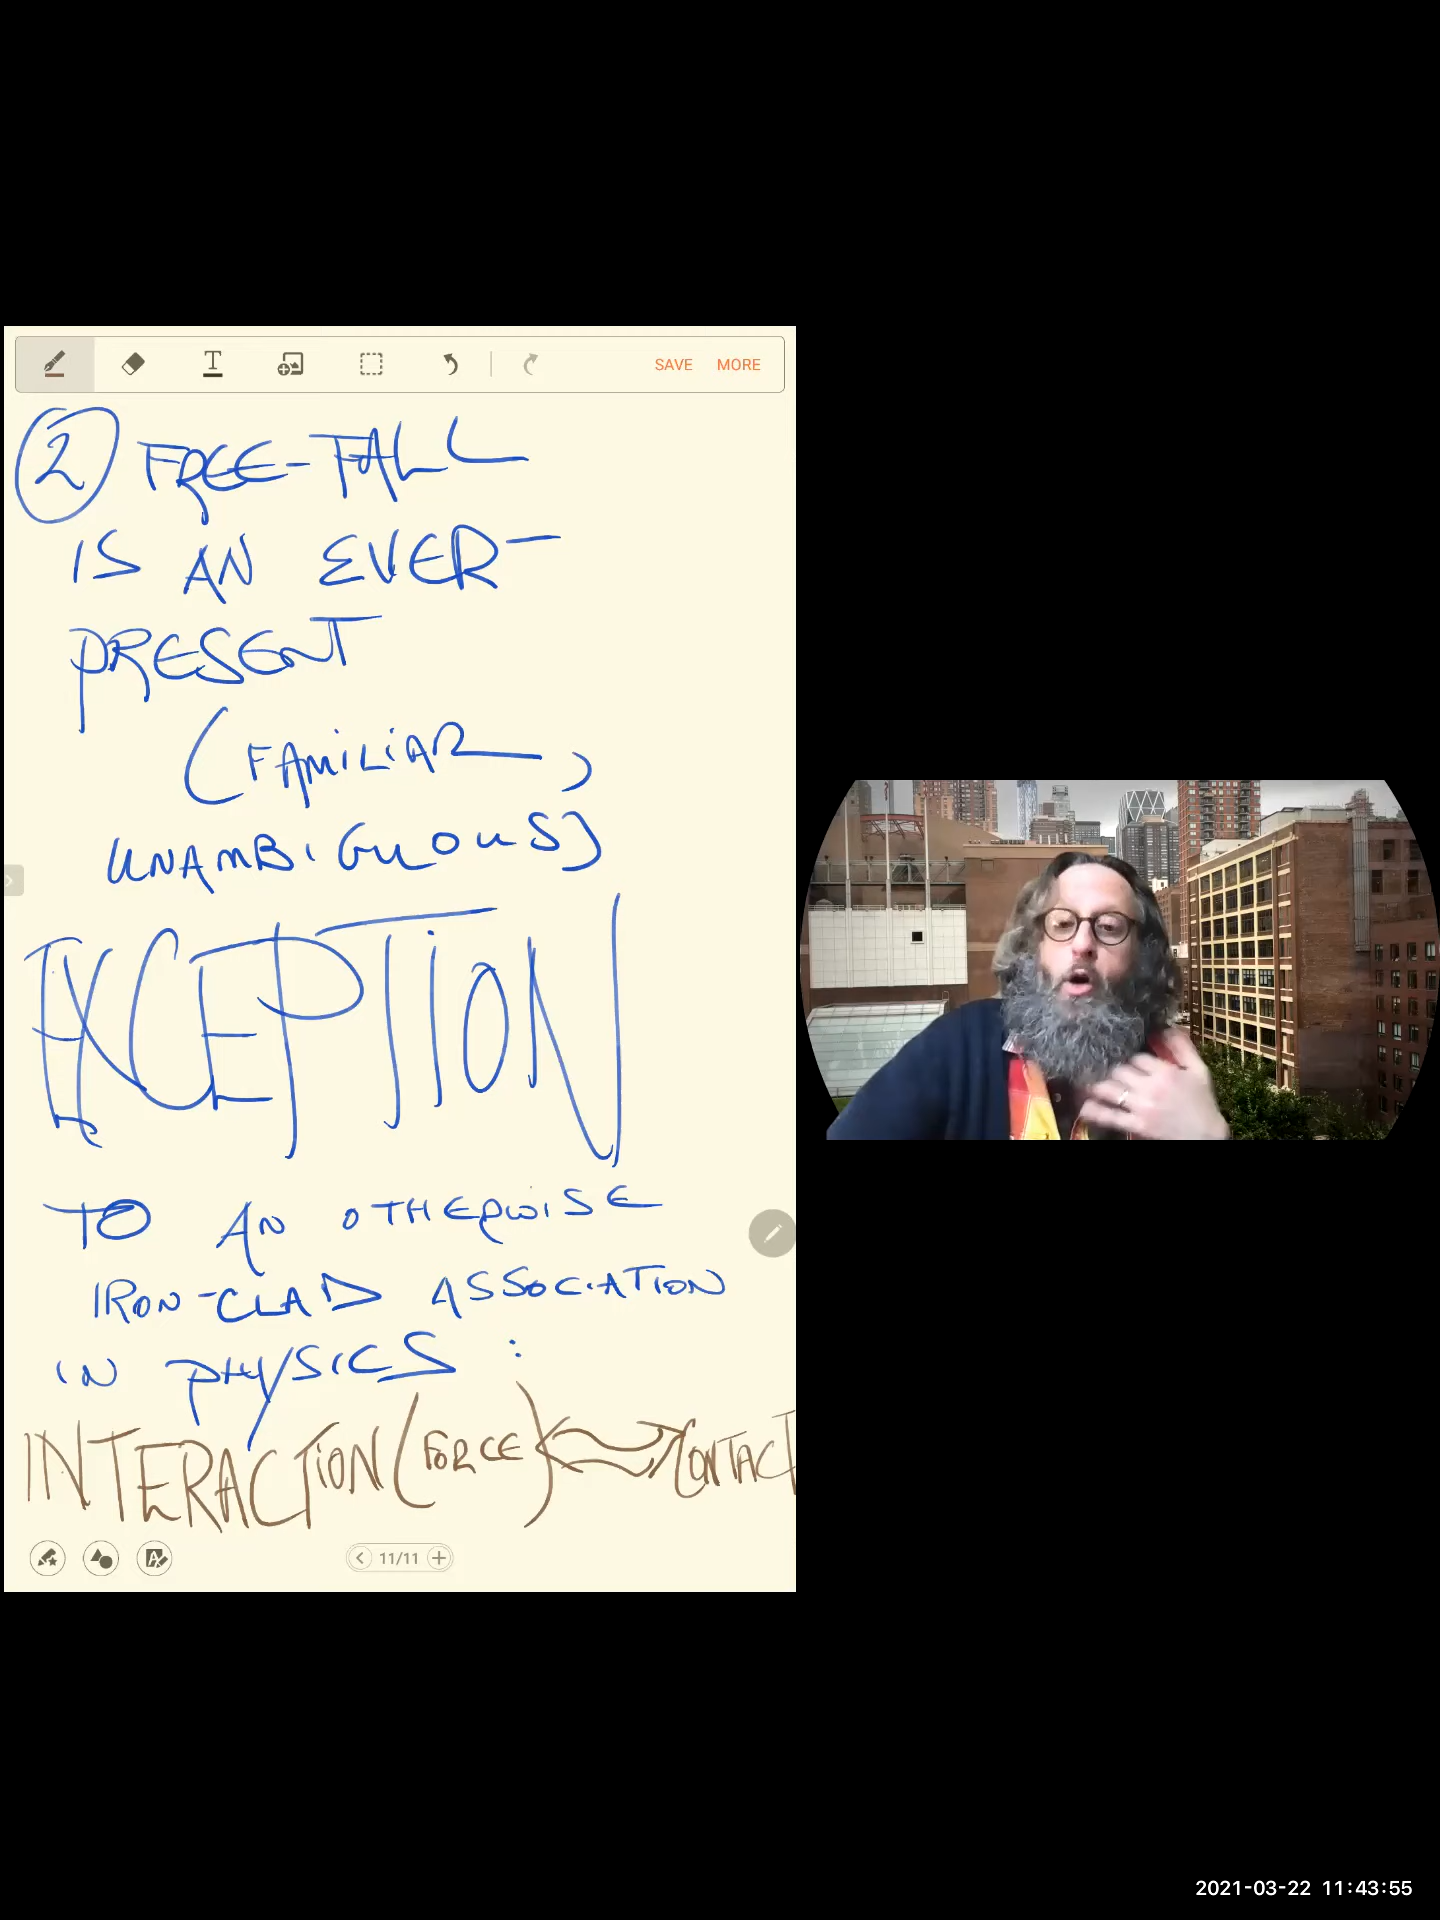 SAVE MORE
② FREE-FALL
IS AN EVER-
PRESENT
(FAMILIAR,
UNAMBIGUOUS)
EXCEPTION
TO AN OTHERWISE
IRON-CLAD ASSOCIATION
IN PHYSICS:
INTERACTION (FORCE) ↔ CONTACT
11/11
2021-03-22 11:43:55